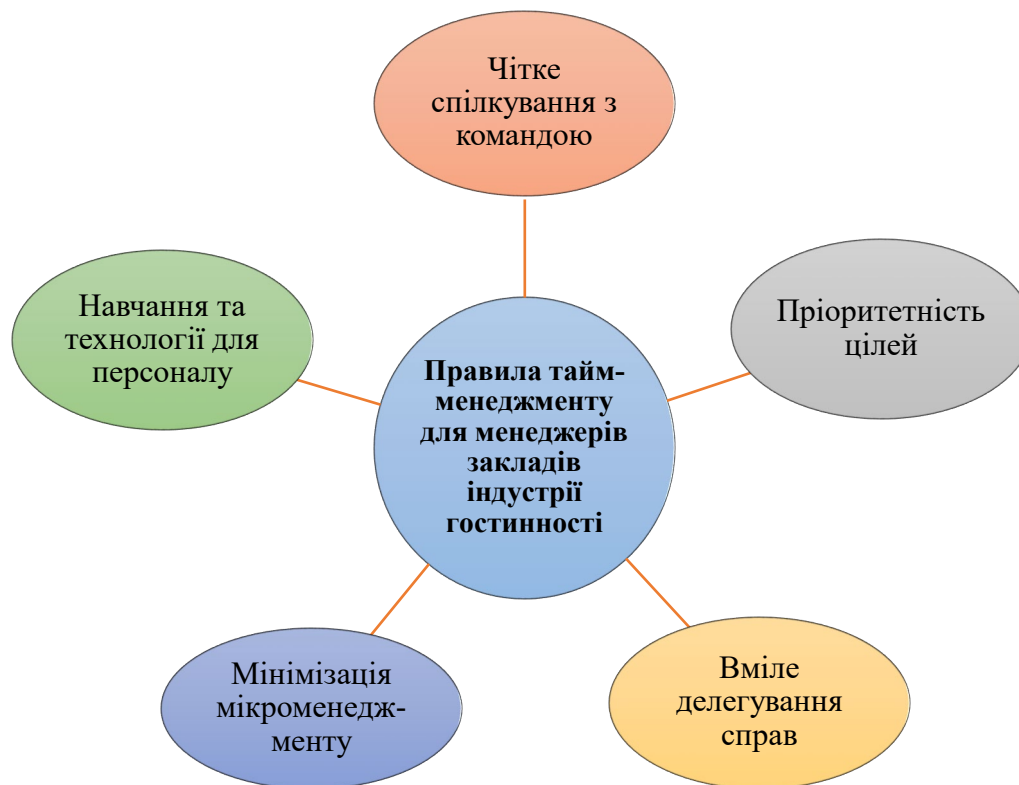 Чітке
спілкування з
командою
Пріоритетність
цілей
Вміле
делегування
справ
Мінімізація
мікроменедж-
менту
Навчання та
технології для
персоналу
Правила тайм-
менеджменту
для менеджерів
закладів
індустрії
гостинності